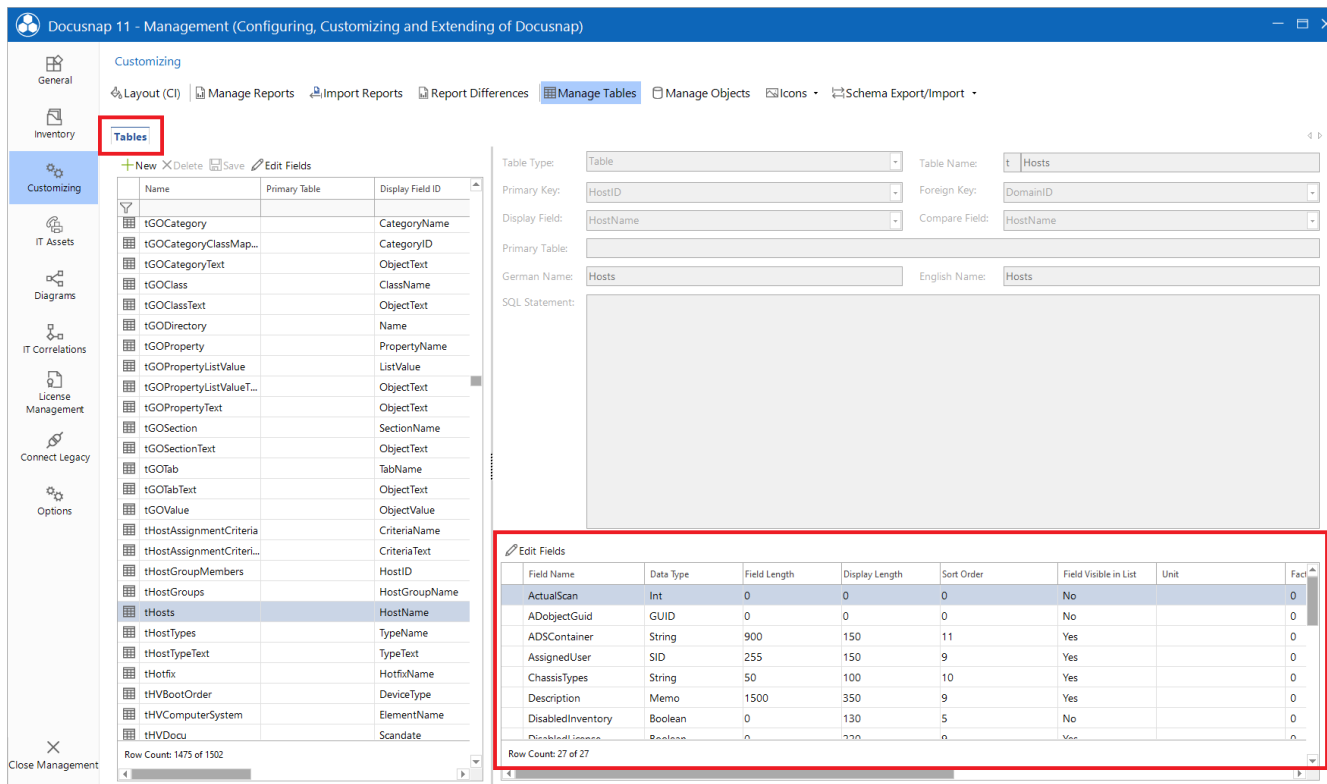 Docusnap 11 - Management (Configuring, Customizing and Extending of Docusnap)
General
Inventory
Customizing
IT Assets
Diagrams
IT Correlations
License
Management
Connect Legacy
Options
Close Management
Customizing
Layout (CI) Manage Reports Import Reports Report Differences Manage Tables Manage Objects Icons Schema Export/Import
Tables
New Delete Save Edit Fields
Name Primary Table Display Field ID
tGOCategory CategoryName
tGOCategoryClassMap... CategoryID
tGOCategoryText ObjectText
tGOClass ClassName
tGOClassText ObjectText
tGODirectory Name
tGOProperty PropertyName
tGOPropertyListValue ListValue
tGOPropertyListValueT... ObjectText
tGOPropertyText ObjectText
tGOSection SectionName
tGOSectionText ObjectText
tGOTab TabName
tGOTabText ObjectText
tGOValue ObjectValue
tHostAssignmentCriteria CriteriaName
tHostAssignmentCriteri... CriteriaText
tHostGroupMembers HostID
tHostGroups HostGroupName
tHosts HostName
tHostTypes TypeName
tHostTypeText TypeText
tHotfix HotfixName
tHVBootOrder DeviceType
tHVComputerSystem ElementName
tHVDocu Scandate
Row Count: 1475 of 1502
Table Type: Table Table Name: t Hosts
Primary Key: HostID Foreign Key: DomainID
Display Field: HostName Compare Field: HostName
Primary Table:
German Name: Hosts English Name: Hosts
SQL Statement:
Edit Fields
Field Name Data Type Field Length Display Length Sort Order Field Visible in List Unit Fact
ActualScan Int 0 0 0 No 0
ADobjectGuid GUID 0 0 0 No 0
ADSContainer String 900 150 11 Yes 0
AssignedUser SID 255 150 9 Yes 0
ChassisTypes String 50 100 10 Yes 0
Description Memo 1500 350 9 Yes 0
DisabledInventory Boolean 0 130 5 No 0
DisabledLicense Boolean 0 220 9 Yes 0
Row Count: 27 of 27